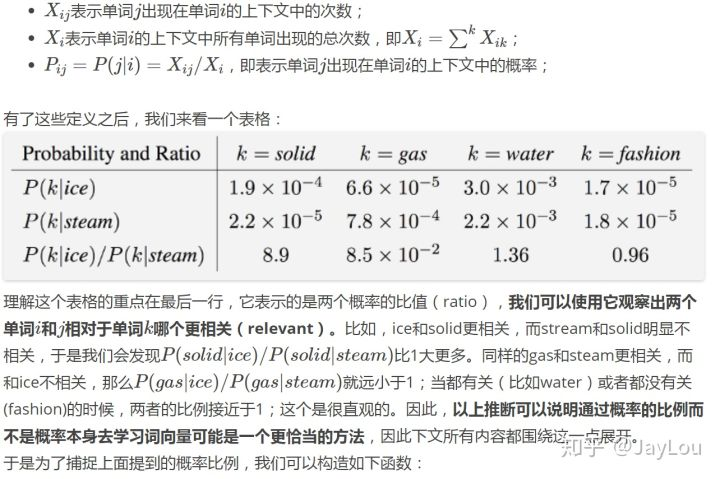 • X_{ij}表示单词j出现在单词i的上下文中的次数；
• X_i表示单词i的上下文中所有单词出现的总次数，即X_i = ∑^k X_{ik}；
• P_{ij} = P(j|i) = X_{ij}/X_i，即表示单词j出现在单词i的上下文中的概率；
有了这些定义之后，我们来看一个表格：
Probability and Ratio k = solid k = gas k = water k = fashion
P(k|ice) 1.9 × 10^{-4} 6.6 × 10^{-5} 3.0 × 10^{-3} 1.7 × 10^{-5}
P(k|steam) 2.2 × 10^{-5} 7.8 × 10^{-4} 2.2 × 10^{-3} 1.8 × 10^{-5}
P(k|ice)/P(k|steam) 8.9 8.5 × 10^{-2} 1.36 0.96
理解这个表格的重点在最后一行，它表示的是两个概率的比值（ratio），我们可以使用它观察出两个
单词i和j相对于单词k哪个更相关（relevant）。比如，ice和solid更相关，而stream和solid明显不
相关，于是我们会发现P(solid|ice)/P(solid|steam)比1大更多。同样的gas和steam更相关，而
和ice不相关，那么P(gas|ice)/P(gas|steam)就远小于1；当都有关（比如water）或者都没有关
(fashion)的时候，两者的比例接近于1；这个是很直观的。因此，以上推断可以说明通过概率的比例而
不是概率本身去学习词向量可能是一个更恰当的方法，因此下文所有内容都围绕这一点展开。
于是为了捕捉上面提到的概率比例，我们可以构造如下函数：
知乎 @JayLou